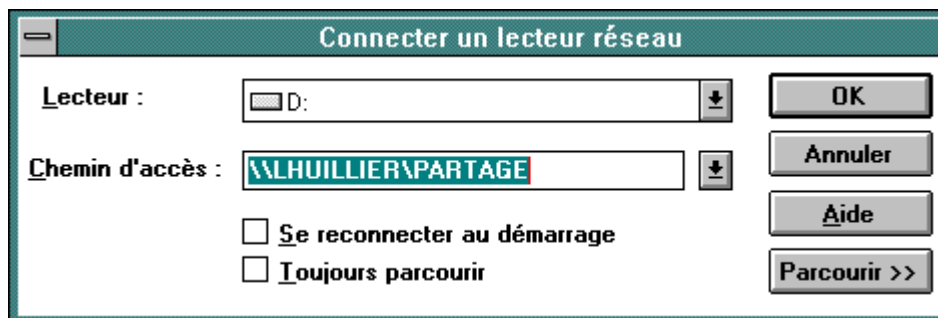 Connecter un lecteur réseau
Lecteur : D: OK
Annuler
Chemin d'accès : \\LHUILLIER\PARTAGE
Aide
Se reconnecter au démarrage
Toujours parcourir Parcourir >>